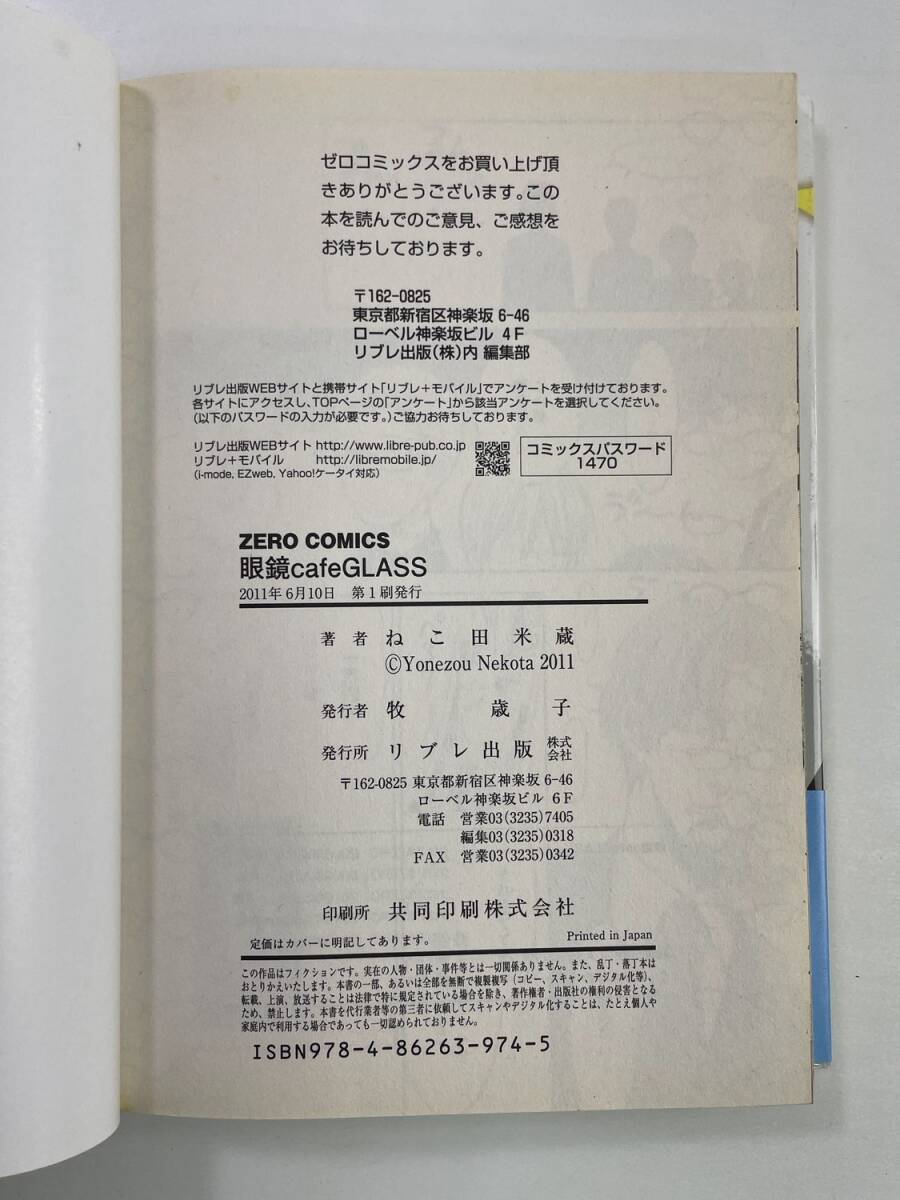 ゼロコミックスをお買い上げ頂
きありがとうございます。この
本を読んでのご意見、ご感想を
お待ちしております。
〒162-0825
東京都新宿区神楽坂 6-46
ローベル神楽坂ビル 4F
リブレ出版(株)内 編集部
リブレ出版WEBサイトと携帯サイト「リブレ+モバイル」でアンケートを受け付けております。
各サイトにアクセスし、TOPページの「アンケート」から該当アンケートを選択してください。
(以下のパスワードの入力が必要です。)ご協力お待ちしております。
リブレ出版WEBサイト http://www.libre-pub.co.jp
リブレ+モバイル http://libremobile.jp/
(i-mode, EZweb, Yahoo!ケータイ対応)
コミックスパスワード
1470
ZERO COMICS
眼鏡cafeGLASS
2011年6月10日 第1刷発行
著者 ねこ田米蔵
©Yonezou Nekota 2011
発行者 牧 歳子
発行所 リブレ出版 株式会社
〒162-0825 東京都新宿区神楽坂 6-46
ローベル神楽坂ビル 6F
電話 営業03(3235)7405
編集03(3235)0318
FAX 営業03(3235)0342
印刷所 共同印刷株式会社
定価はカバーに明記してあります。 Printed in Japan
この作品はフィクションです。実在の人物・団体・事件等とは一切関係ありません。また、乱丁・落丁本は
おとりかえいたします。本書の一部、あるいは全部を無断で複製複写(コピー、スキャン、デジタル化等)、
転載、上演、放送することは法律で特に規定されている場合を除き、著作権者・出版社の権利の侵害となる
ため、禁止します。本書を代行業者等の第三者に依頼してスキャンやデジタル化することは、たとえ個人や
家庭内で利用する場合であっても一切認められておりません。
ISBN978-4-86263-974-5